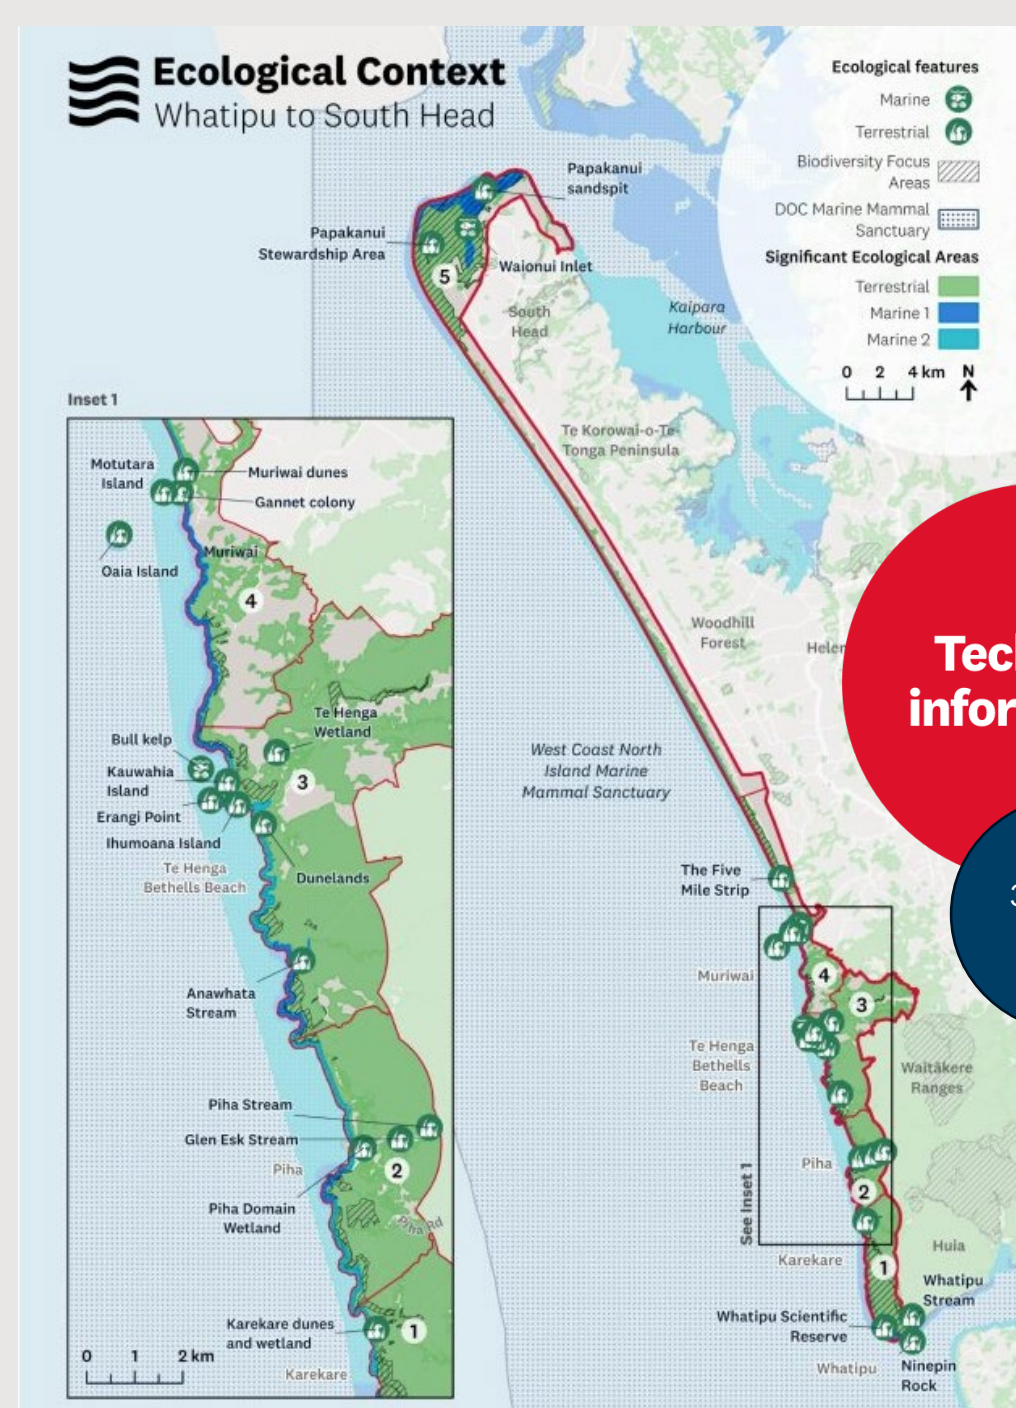 Ecological Context
Whatipu to South Head
Ecological features
Marine
Terrestrial
Biodiversity Focus
Areas
DOC Marine Mammal
Sanctuary
Significant Ecological Areas
Terrestrial
Marine 1
Marine 2
0 2 4 km N
Papakanui
sandspit
Papakanui
Stewardship Area
5
Waionui Inlet
South
Head
Kaipara
Harbour
Te Korowai-o-Te-
Tonga Peninsula
Woodhill
Forest
West Coast North
Island Marine
Mammal Sanctuary
The Five
Mile Strip
Muriwai
4
3
Te Henga
Bethells
Beach
Waitākere
Ranges
Piha
2
See Inset 1
Karekare
1
Huia
Whatipu
Stream
Whatipu Scientific
Reserve
Whatipu
Ninepin
Rock
Inset 1
Motutara
Island
Muriwai dunes
Gannet colony
Oaia Island
Muriwai
4
Te Henga
Wetland
Bull kelp
3
Kauwahia
Island
Erangi Point
Ihumoana Island
Te Henga
Bethells Beach
Dunelands
Anawhata
Stream
Piha Stream
Glen Esk Stream
Piha
2
Piha Domain
Wetland
Piha Rd
Karekare dunes
and wetland
1
0 1 2 km
Karekare